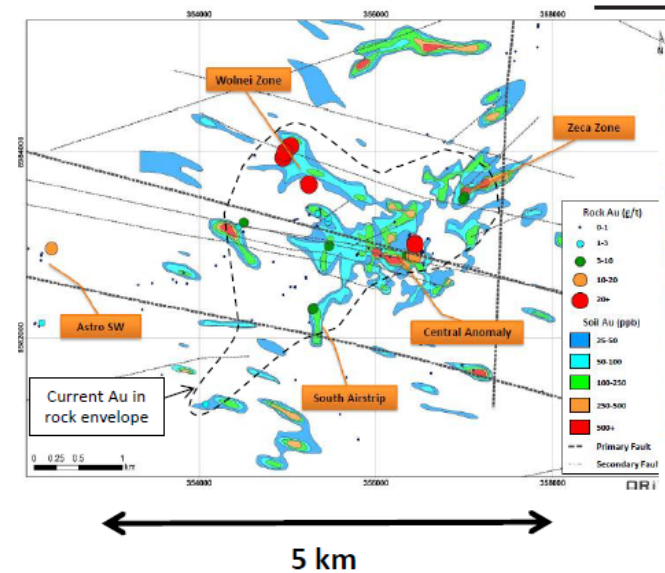 354000
356000
358000
Wolnei Zone
Zeca Zone
Rock Au (g/t)
0-1
1-3
3-10
10-20
20+
Soil Au (ppb)
25-50
50-100
100-250
250-500
500+
Primary Fault
Secondary Faul
Astro SW
Central Anomaly
South Airstrip
Current Au in
rock envelope
0 0.25 0.5 1
km
354000
356000
358000
5 km